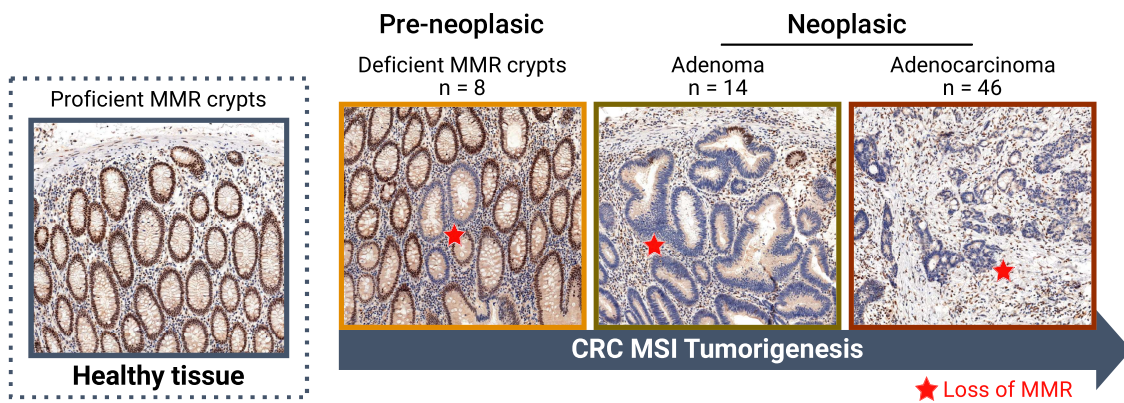 Proficient MMR crypts
Healthy tissue
Pre-neoplasic
Deficient MMR crypts
n = 8
Neoplasic
Adenoma
n = 14
Adenocarcinoma
n = 46
CRC MSI Tumorigenesis
Loss of MMR